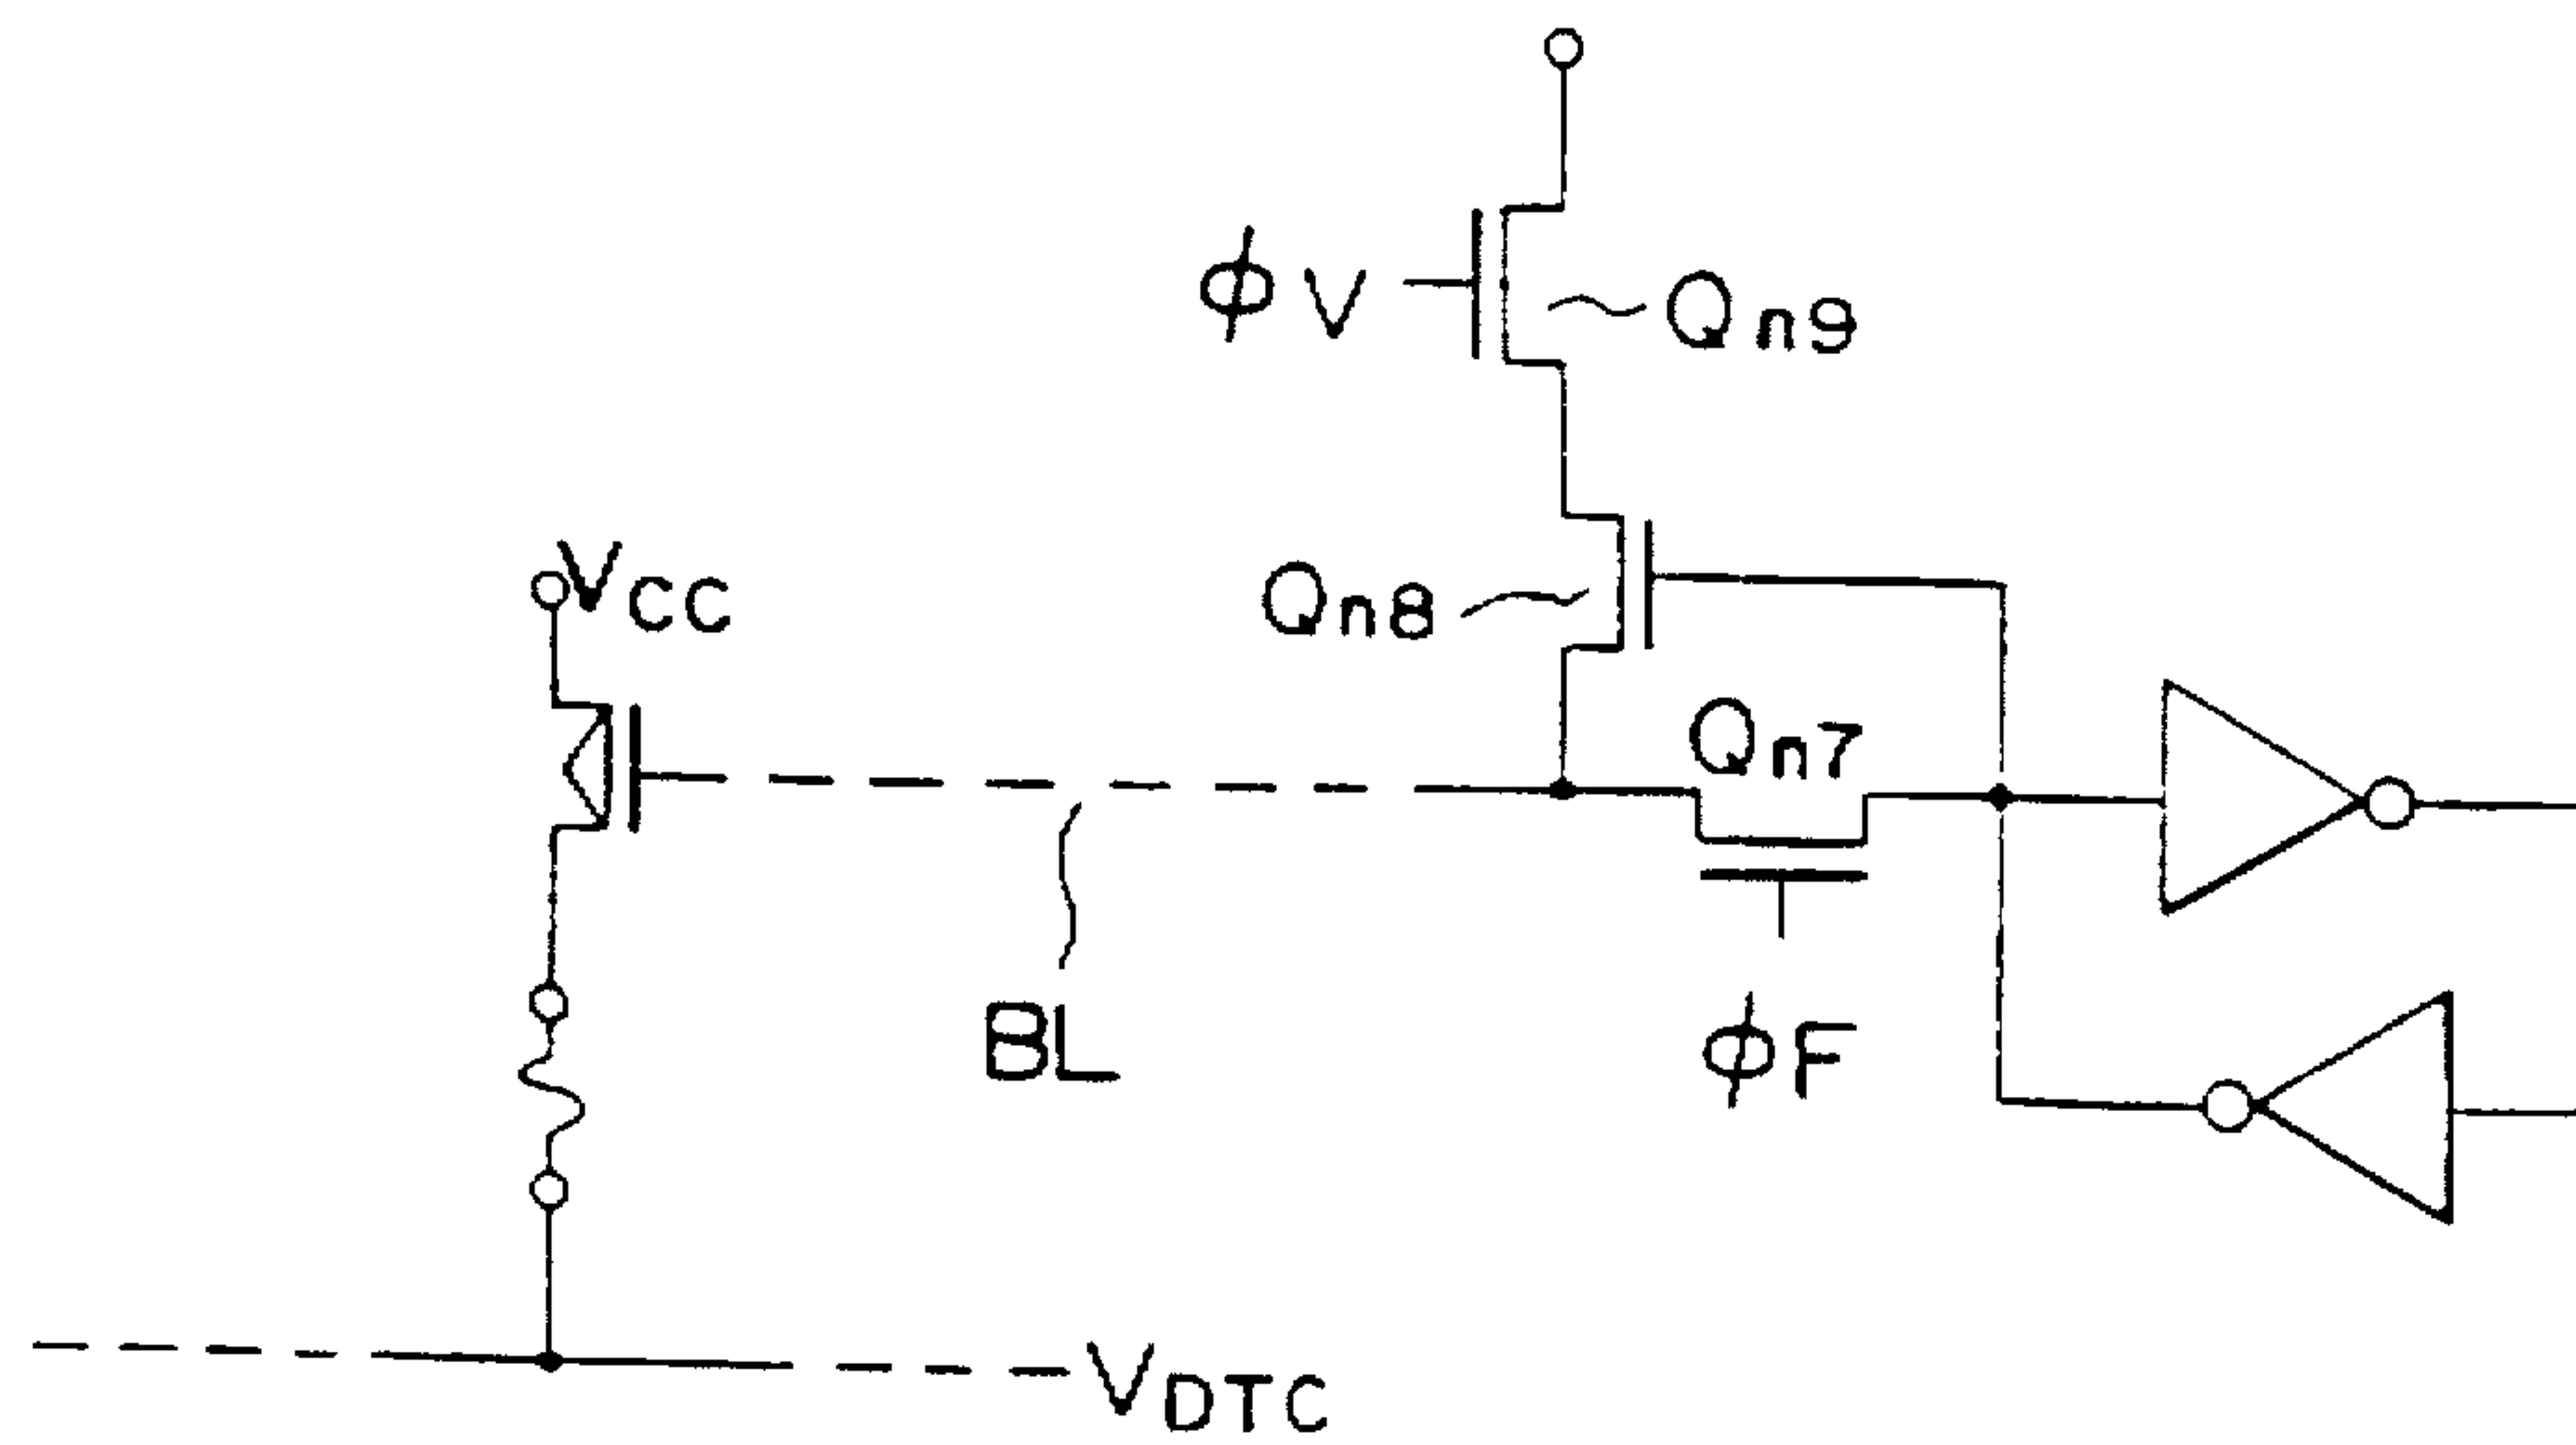 ϕV
Qn9
VCC
Qn8
Qn7
BL
ϕF
VDTC